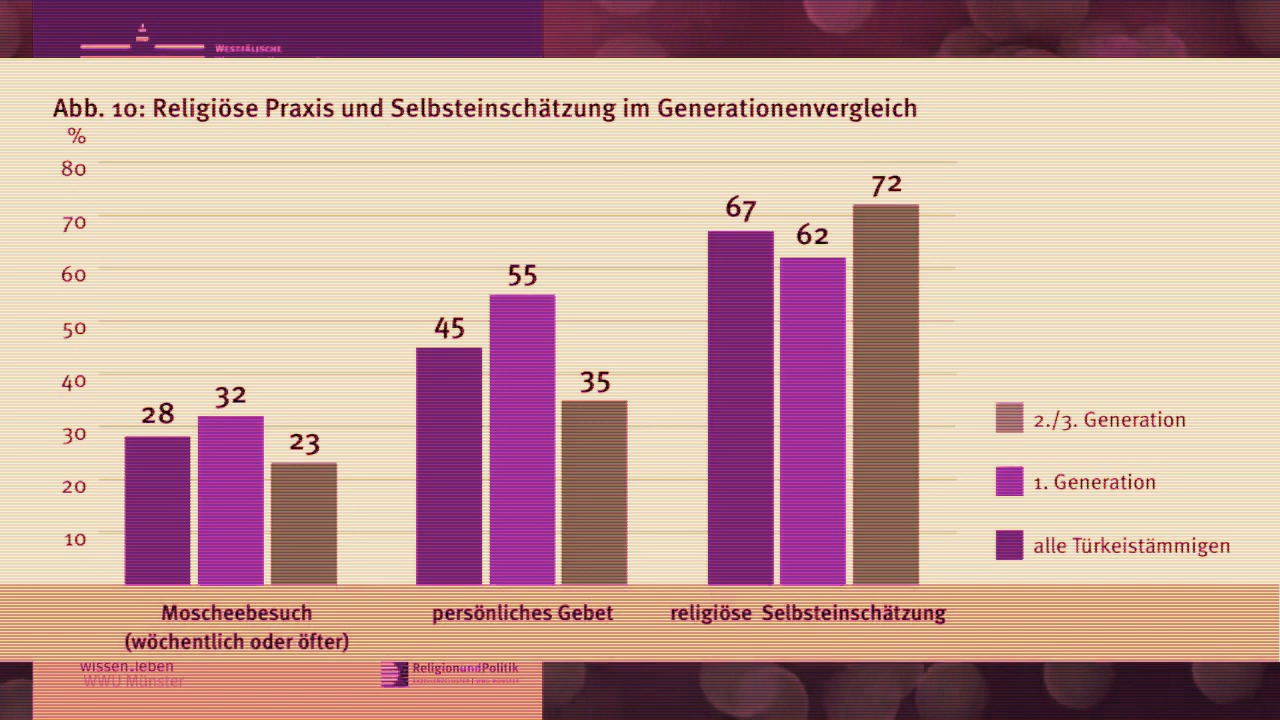 Westfälische
Abb. 10: Religiöse Praxis und Selbsteinschätzung im Generationenvergleich
%
80
70
60
50
40
30
20
10
28
32
23
45
55
35
67
62
72
2./3. Generation
1. Generation
alle Türkeistämmigen
Moscheebesuch
(wöchentlich oder öfter)
persönliches Gebet
religiöse Selbsteinschätzung
wissen.leben
WWU Münster
ReligionundPolitik